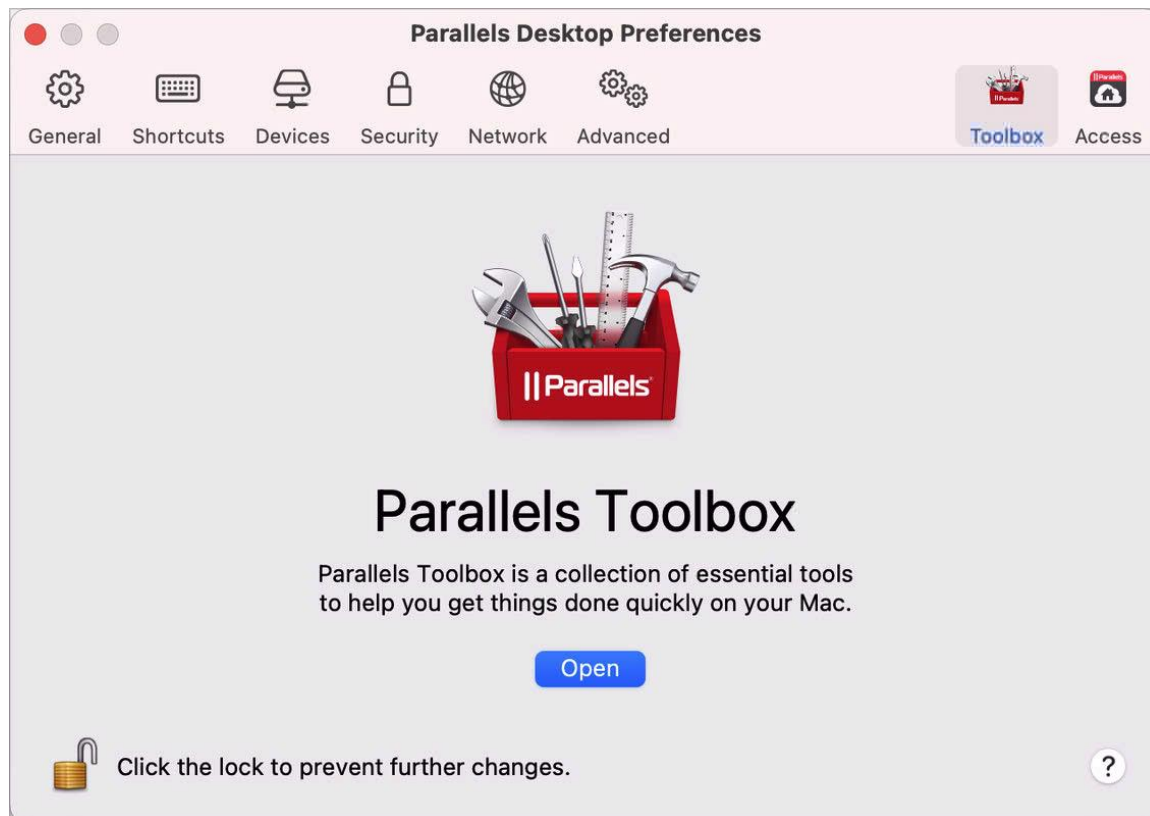 Parallels Desktop Preferences
General Shortcuts Devices Security Network Advanced Toolbox Access
Parallels
Parallels Toolbox
Parallels Toolbox is a collection of essential tools
to help you get things done quickly on your Mac.
Open
Click the lock to prevent further changes. ?